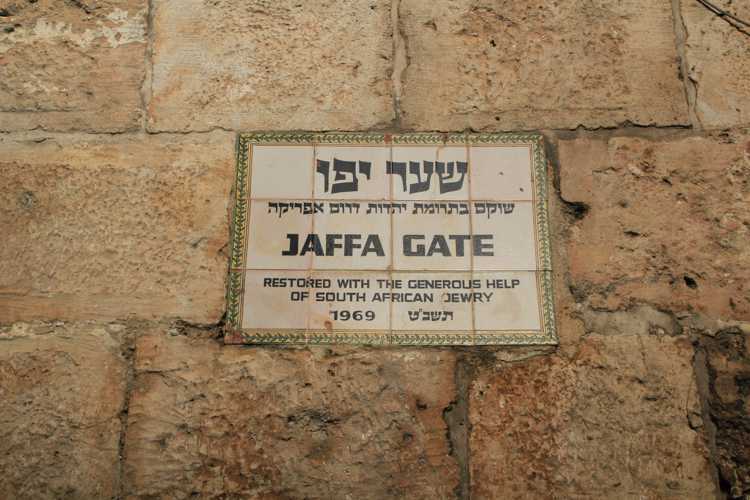 שער יפו
שוקם בתרומת יהדות דרום אפריקה
JAFFA GATE
RESTORED WITH THE GENEROUS HELP
OF SOUTH AFRICAN JEWRY
1969 תשכ"ט